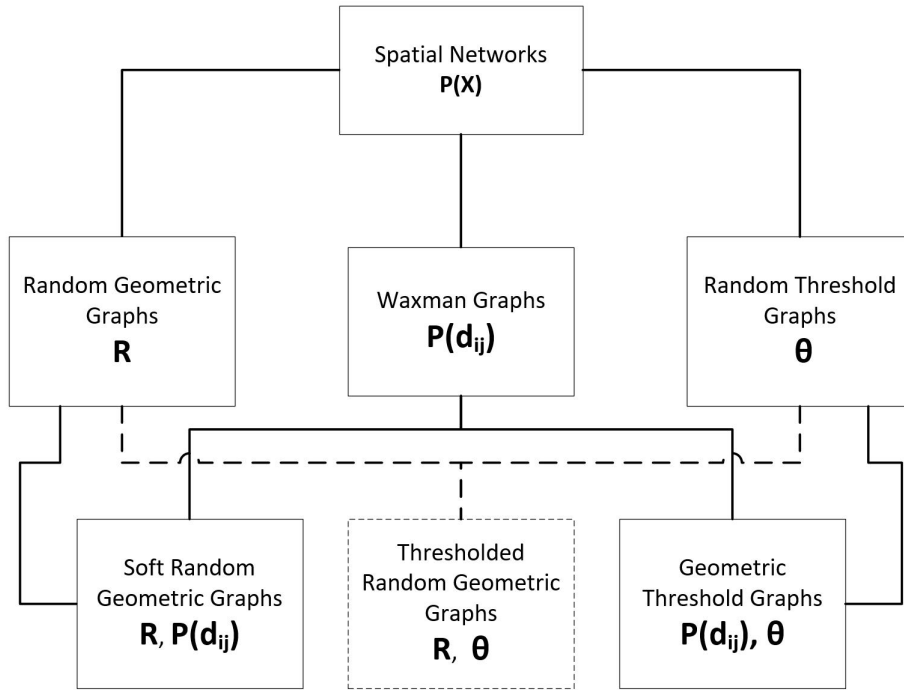 Spatial Networks
P(X)
Random Geometric
Graphs
R
Waxman Graphs
P(dij)
Random Threshold
Graphs
θ
Soft Random
Geometric Graphs
R, P(dij)
Thresholded
Random Geometric
Graphs
R, θ
Geometric
Threshold Graphs
P(dij), θ